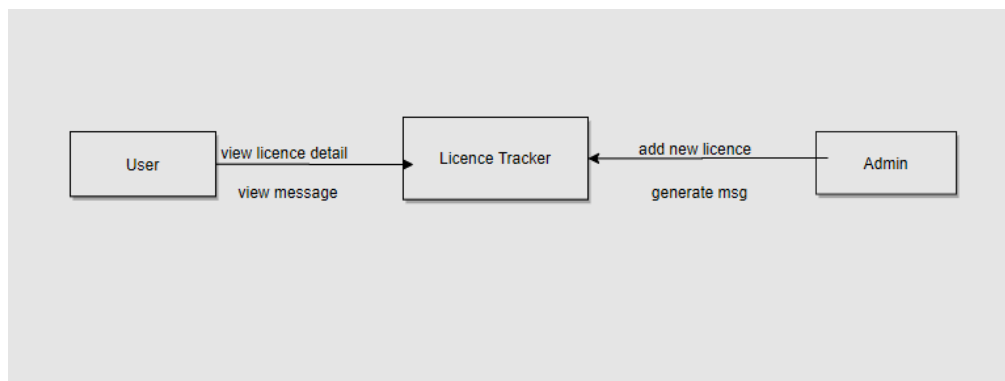 User
view licence detail
view message
Licence Tracker
add new licence
generate msg
Admin